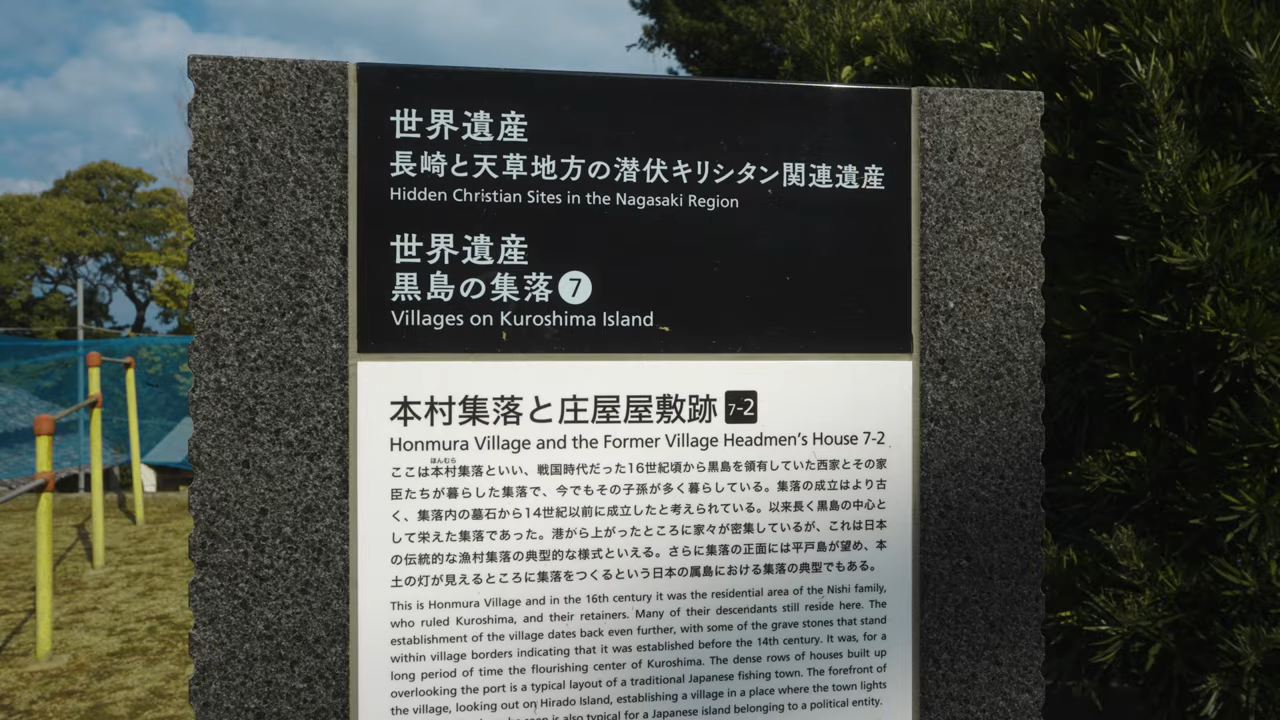 世界遺産
長崎と天草地方の潜伏キリシタン関連遺産
Hidden Christian Sites in the Nagasaki Region
世界遺産
黒島の集落 7
Villages on Kuroshima Island
本村集落と庄屋屋敷跡 7-2
Honmura Village and the Former Village Headmen's House 7-2
ほんむら
ここは本村集落といい、戦国時代だった16世紀頃から黒島を領有していた西家とその家
臣たちが暮らした集落で、今でもその子孫が多く暮らしている。集落の成立はより古
く、集落内の墓石から14世紀以前に成立したと考えられている。以来長く黒島の中心と
して栄えた集落であった。港から上がったところに家々が密集しているが、これは日本
の伝統的な漁村集落の典型的な様式といえる。さらに集落の正面には平戸島が望め、本
土の灯が見えるところに集落をつくるという日本の属島における集落の典型でもある。
This is Honmura Village and in the 16th century it was the residential area of the Nishi family,
who ruled Kuroshima, and their retainers. Many of their descendants still reside here. The
establishment of the village dates back even further, with some of the grave stones that stand
within village borders indicating that it was established before the 14th century. It was, for a
long period of time the flourishing center of Kuroshima. The dense rows of houses built up
overlooking the port is a typical layout of a traditional Japanese fishing town. The forefront of
the village, looking out on Hirado Island, establishing a village in a place where the town lights
is also typical for a Japanese island belonging to a political entity.